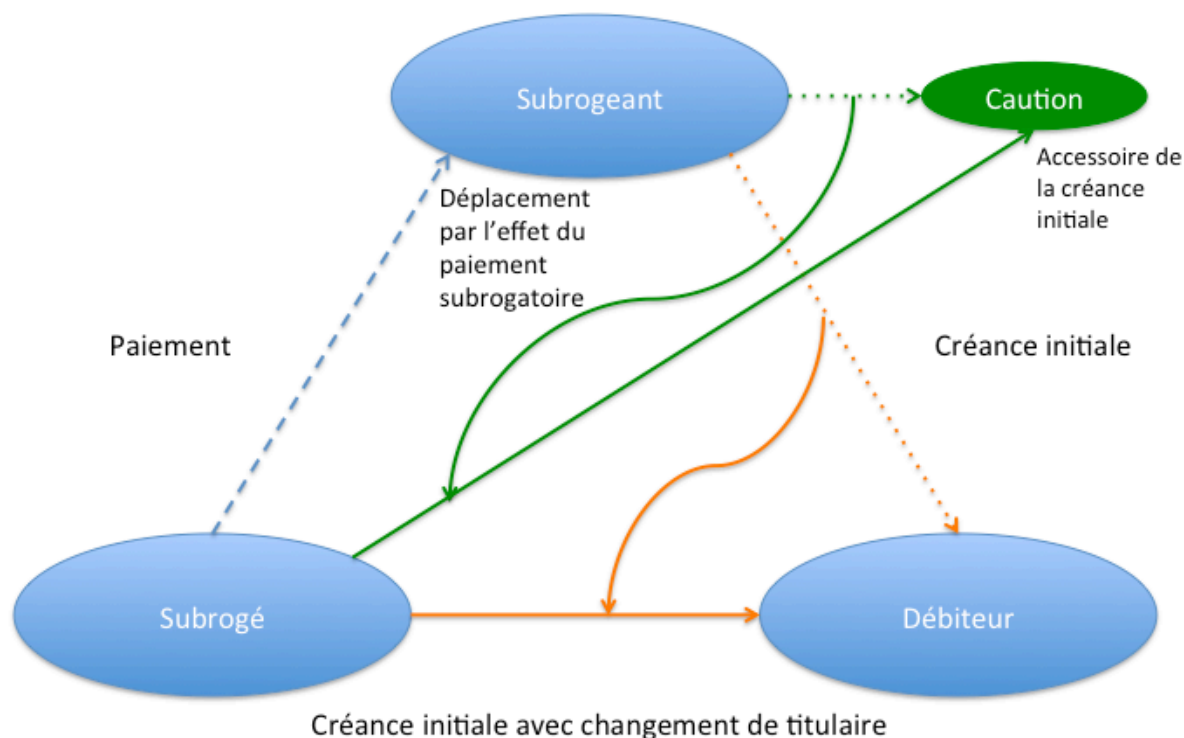 Subrogeant
Caution
Accessoire de
la créance
initiale
Déplacement
par l’effet du
paiement
subrogatoire
Paiement
Créance initiale
Subrogé
Débiteur
Créance initiale avec changement de titulaire